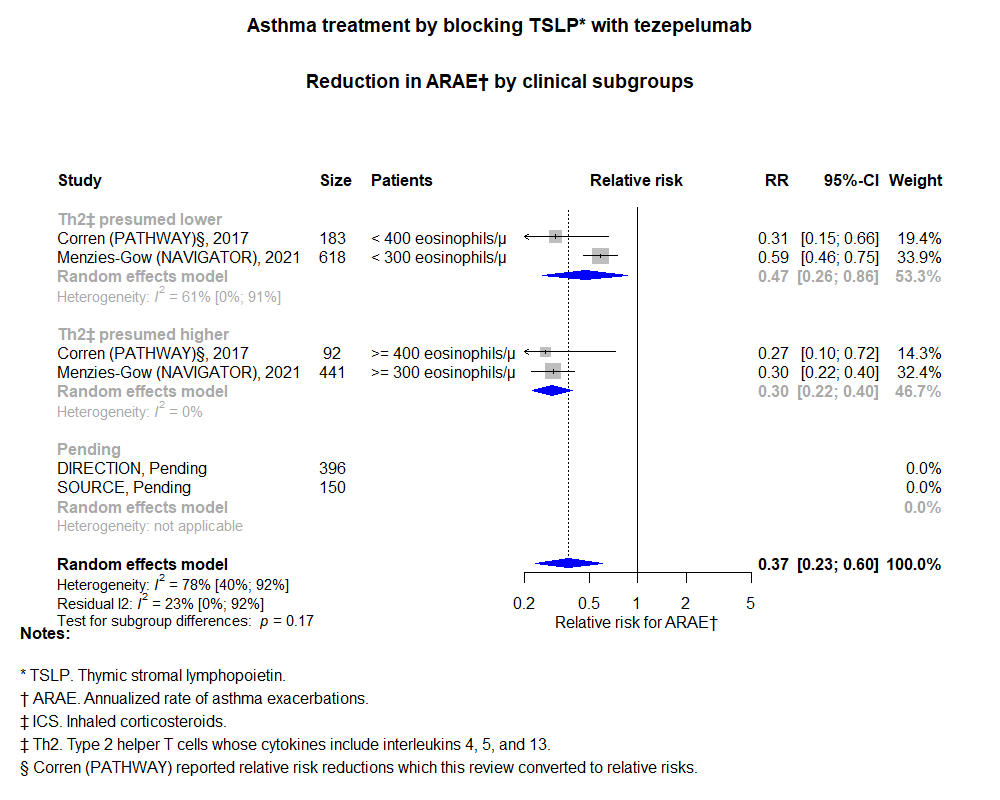 Asthma treatment by blocking TSLP* with tezepelumab
Reduction in ARAE† by clinical subgroups
Study Size Patients Relative risk RR 95%-CI Weight
Th2‡ presumed lower
Corren (PATHWAY)§, 2017 183 < 400 eosinophils/µ 0.31 [0.15; 0.66] 19.4%
Menzies-Gow (NAVIGATOR), 2021 618 < 300 eosinophils/µ 0.59 [0.46; 0.75] 33.9%
Random effects model 0.47 [0.26; 0.86] 53.3%
Heterogeneity: I² = 61% [0%; 91%]
Th2‡ presumed higher
Corren (PATHWAY)§, 2017 92 >= 400 eosinophils/µ 0.27 [0.10; 0.72] 14.3%
Menzies-Gow (NAVIGATOR), 2021 441 >= 300 eosinophils/µ 0.30 [0.22; 0.40] 32.4%
Random effects model 0.30 [0.22; 0.40] 46.7%
Heterogeneity: I² = 0%
Pending
DIRECTION, Pending 396 0.0%
SOURCE, Pending 150 0.0%
Random effects model 0.0%
Heterogeneity: not applicable
Random effects model 0.37 [0.23; 0.60] 100.0%
Heterogeneity: I² = 78% [40%; 92%]
Residual I2: I² = 23% [0%; 92%]
0.2 0.5 1 2 5
Test for subgroup differences: p = 0.17
Relative risk for ARAE†
Notes:
* TSLP. Thymic stromal lymphopoietin.
† ARAE. Annualized rate of asthma exacerbations.
‡ ICS. Inhaled corticosteroids.
‡ Th2. Type 2 helper T cells whose cytokines include interleukins 4, 5, and 13.
§ Corren (PATHWAY) reported relative risk reductions which this review converted to relative risks.